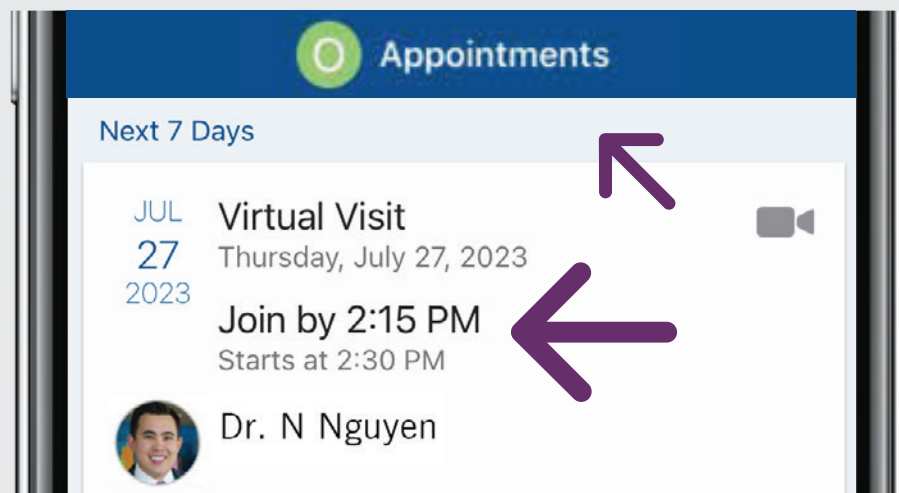 O Appointments
Next 7 Days
JUL
27
2023
Virtual Visit
Thursday, July 27, 2023
Join by 2:15 PM
Starts at 2:30 PM
Dr. N Nguyen